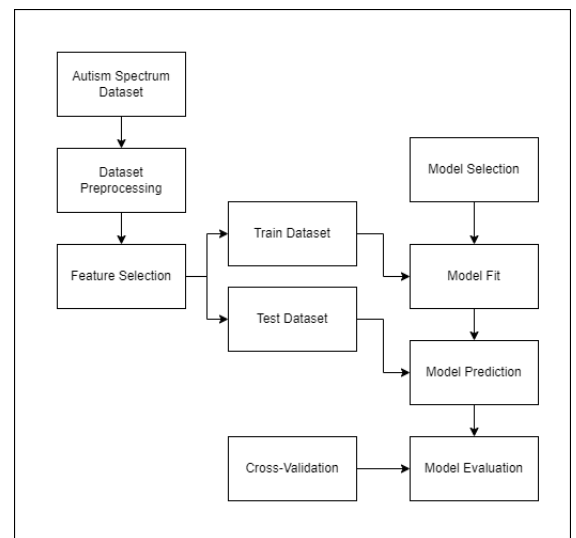 Autism Spectrum
Dataset
Dataset
Preprocessing
Feature Selection
Train Dataset
Test Dataset
Model Selection
Model Fit
Model Prediction
Cross-Validation
Model Evaluation